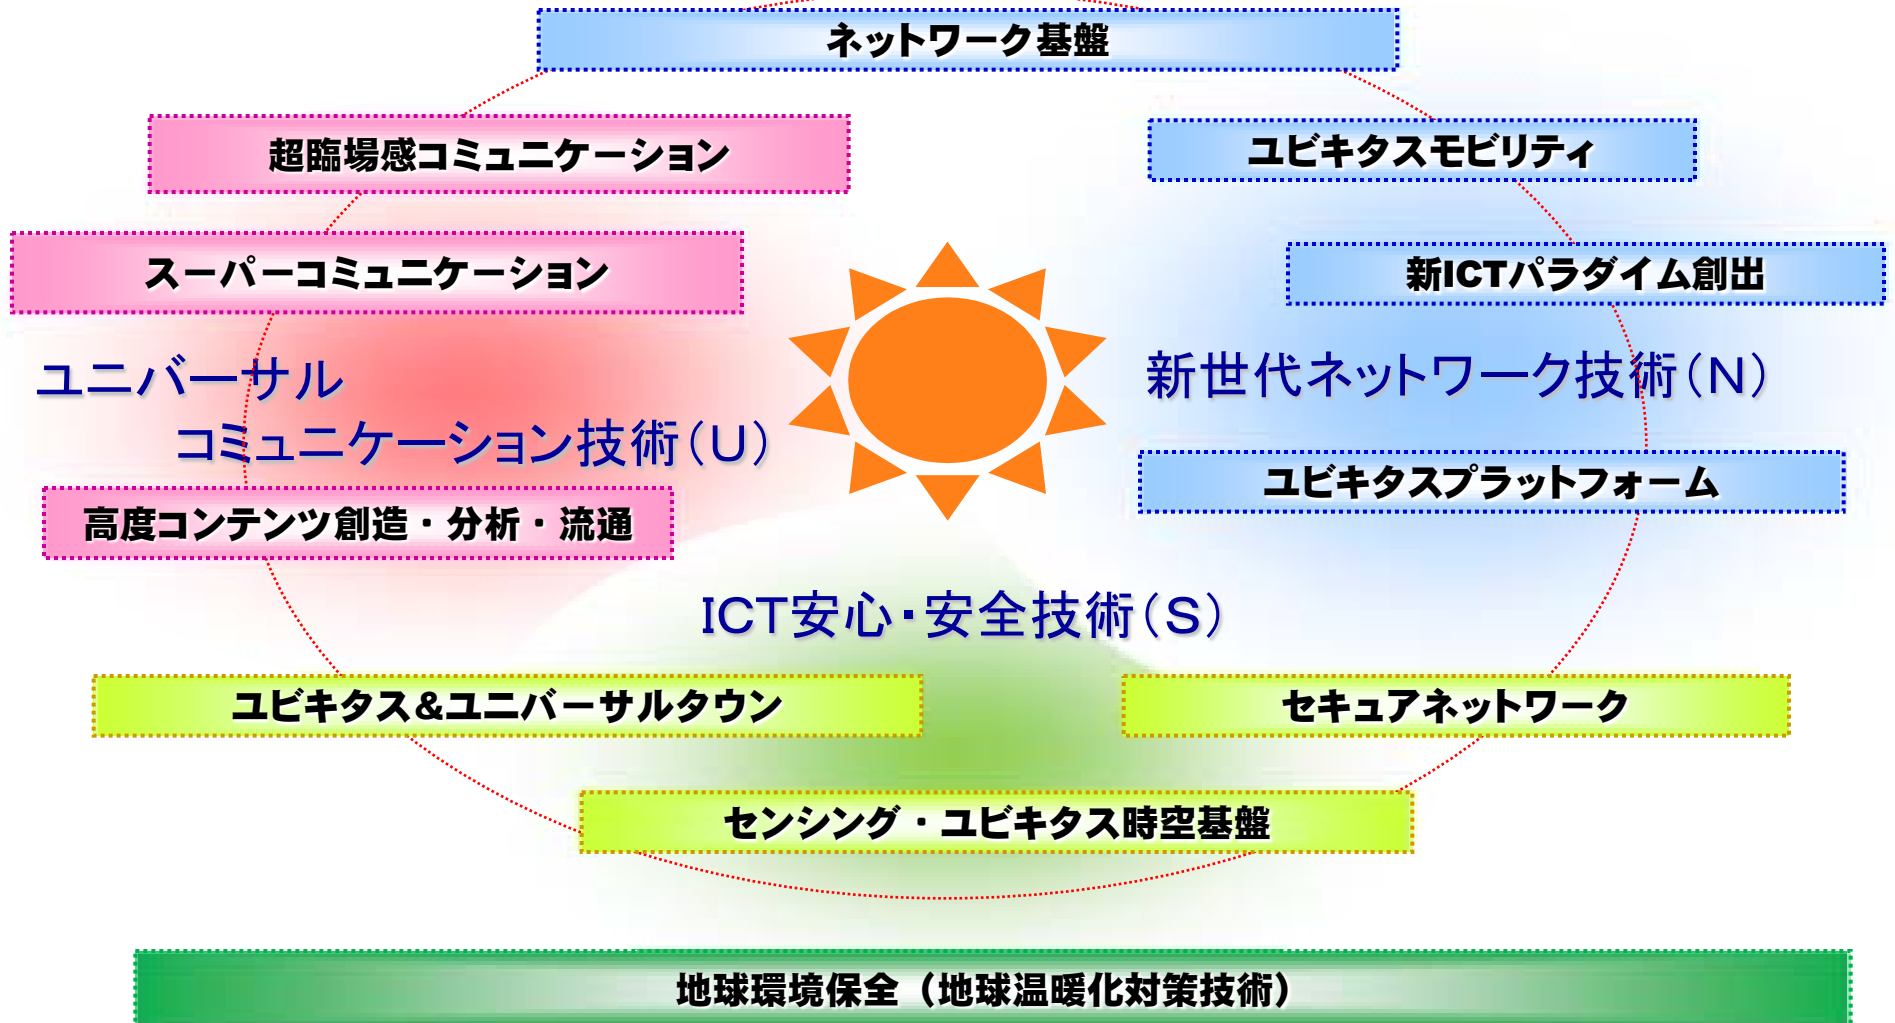 ネットワーク基盤
超臨場感コミュニケーション
ユビキタスモビリティ
スーパーコミュニケーション
新ICTパラダイム創出
ユニバーサル
コミュニケーション技術（U）
新世代ネットワーク技術（N）
ユビキタスプラットフォーム
高度コンテンツ創造・分析・流通
ICT安心・安全技術（S）
ユビキタス&ユニバーサルタウン
セキュアネットワーク
センシング・ユビキタス時空基盤
地球環境保全（地球温暖化対策技術）